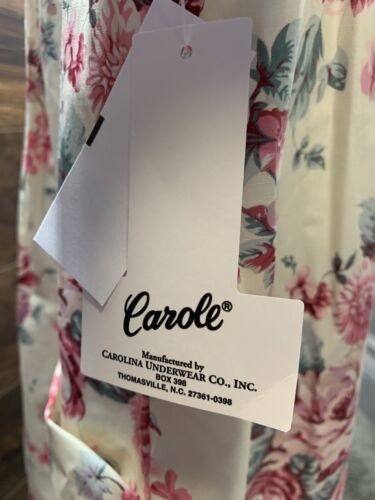 Carole®
Manufactured by
CAROLINA UNDERWEAR CO., INC.
BOX 398
THOMASVILLE, N.C. 27361-0398